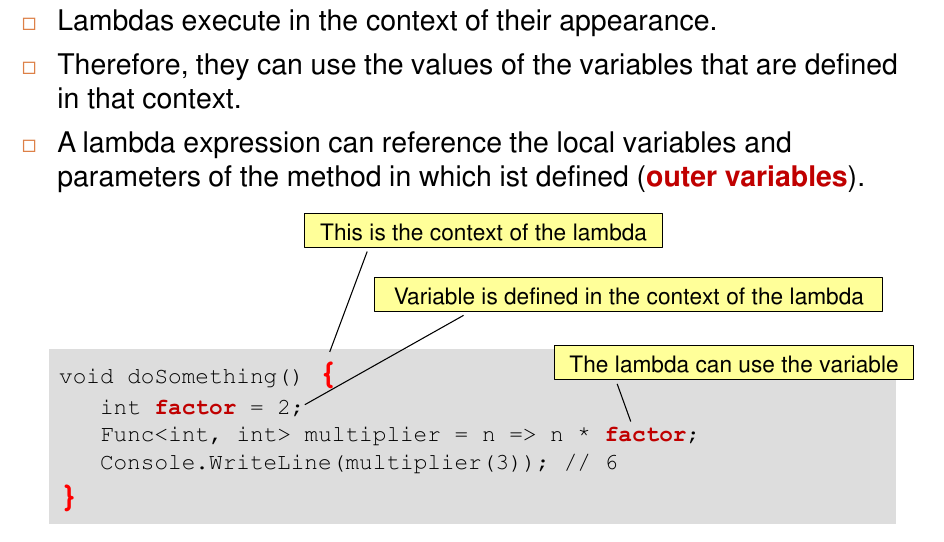 Lambdas execute in the context of their appearance.
Therefore, they can use the values of the variables that are defined
in that context.
A lambda expression can reference the local variables and
parameters of the method in which ist defined (outer variables).
This is the context of the lambda
Variable is defined in the context of the lambda
The lambda can use the variable
void doSomething() {
int factor = 2;
Func<int, int> multiplier = n => n * factor;
Console.WriteLine(multiplier(3)); // 6
}